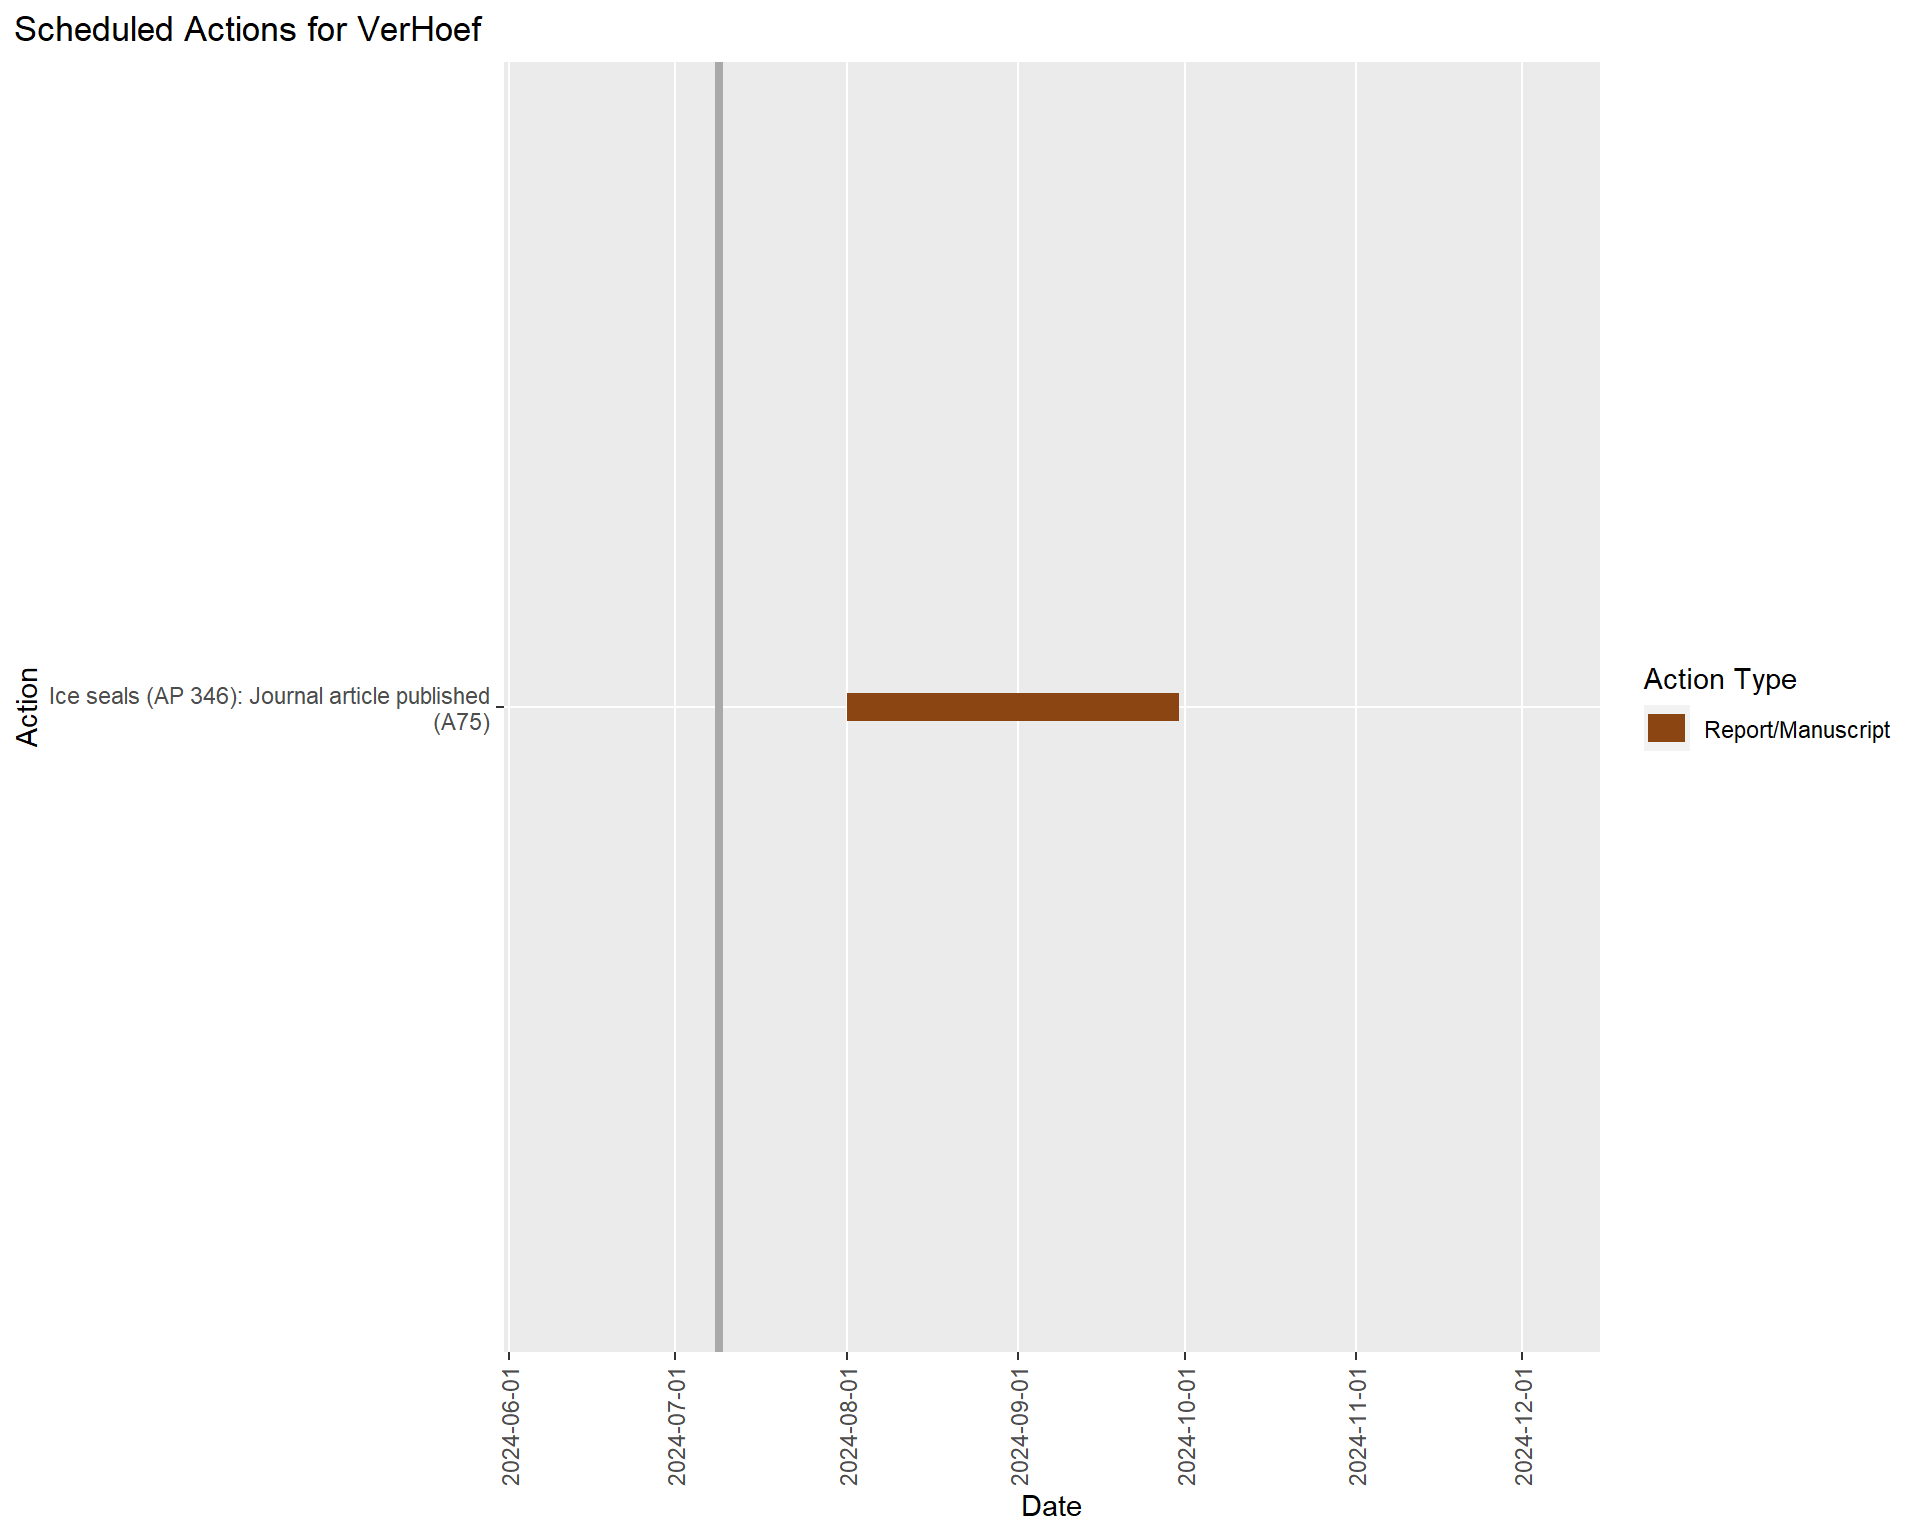 Scheduled Actions for VerHoef
Action
Ice seals (AP 346): Journal article published
(A75)
2024-06-01
2024-07-01
2024-08-01
2024-09-01
2024-10-01
2024-11-01
2024-12-01
Date
Action Type
Report/Manuscript